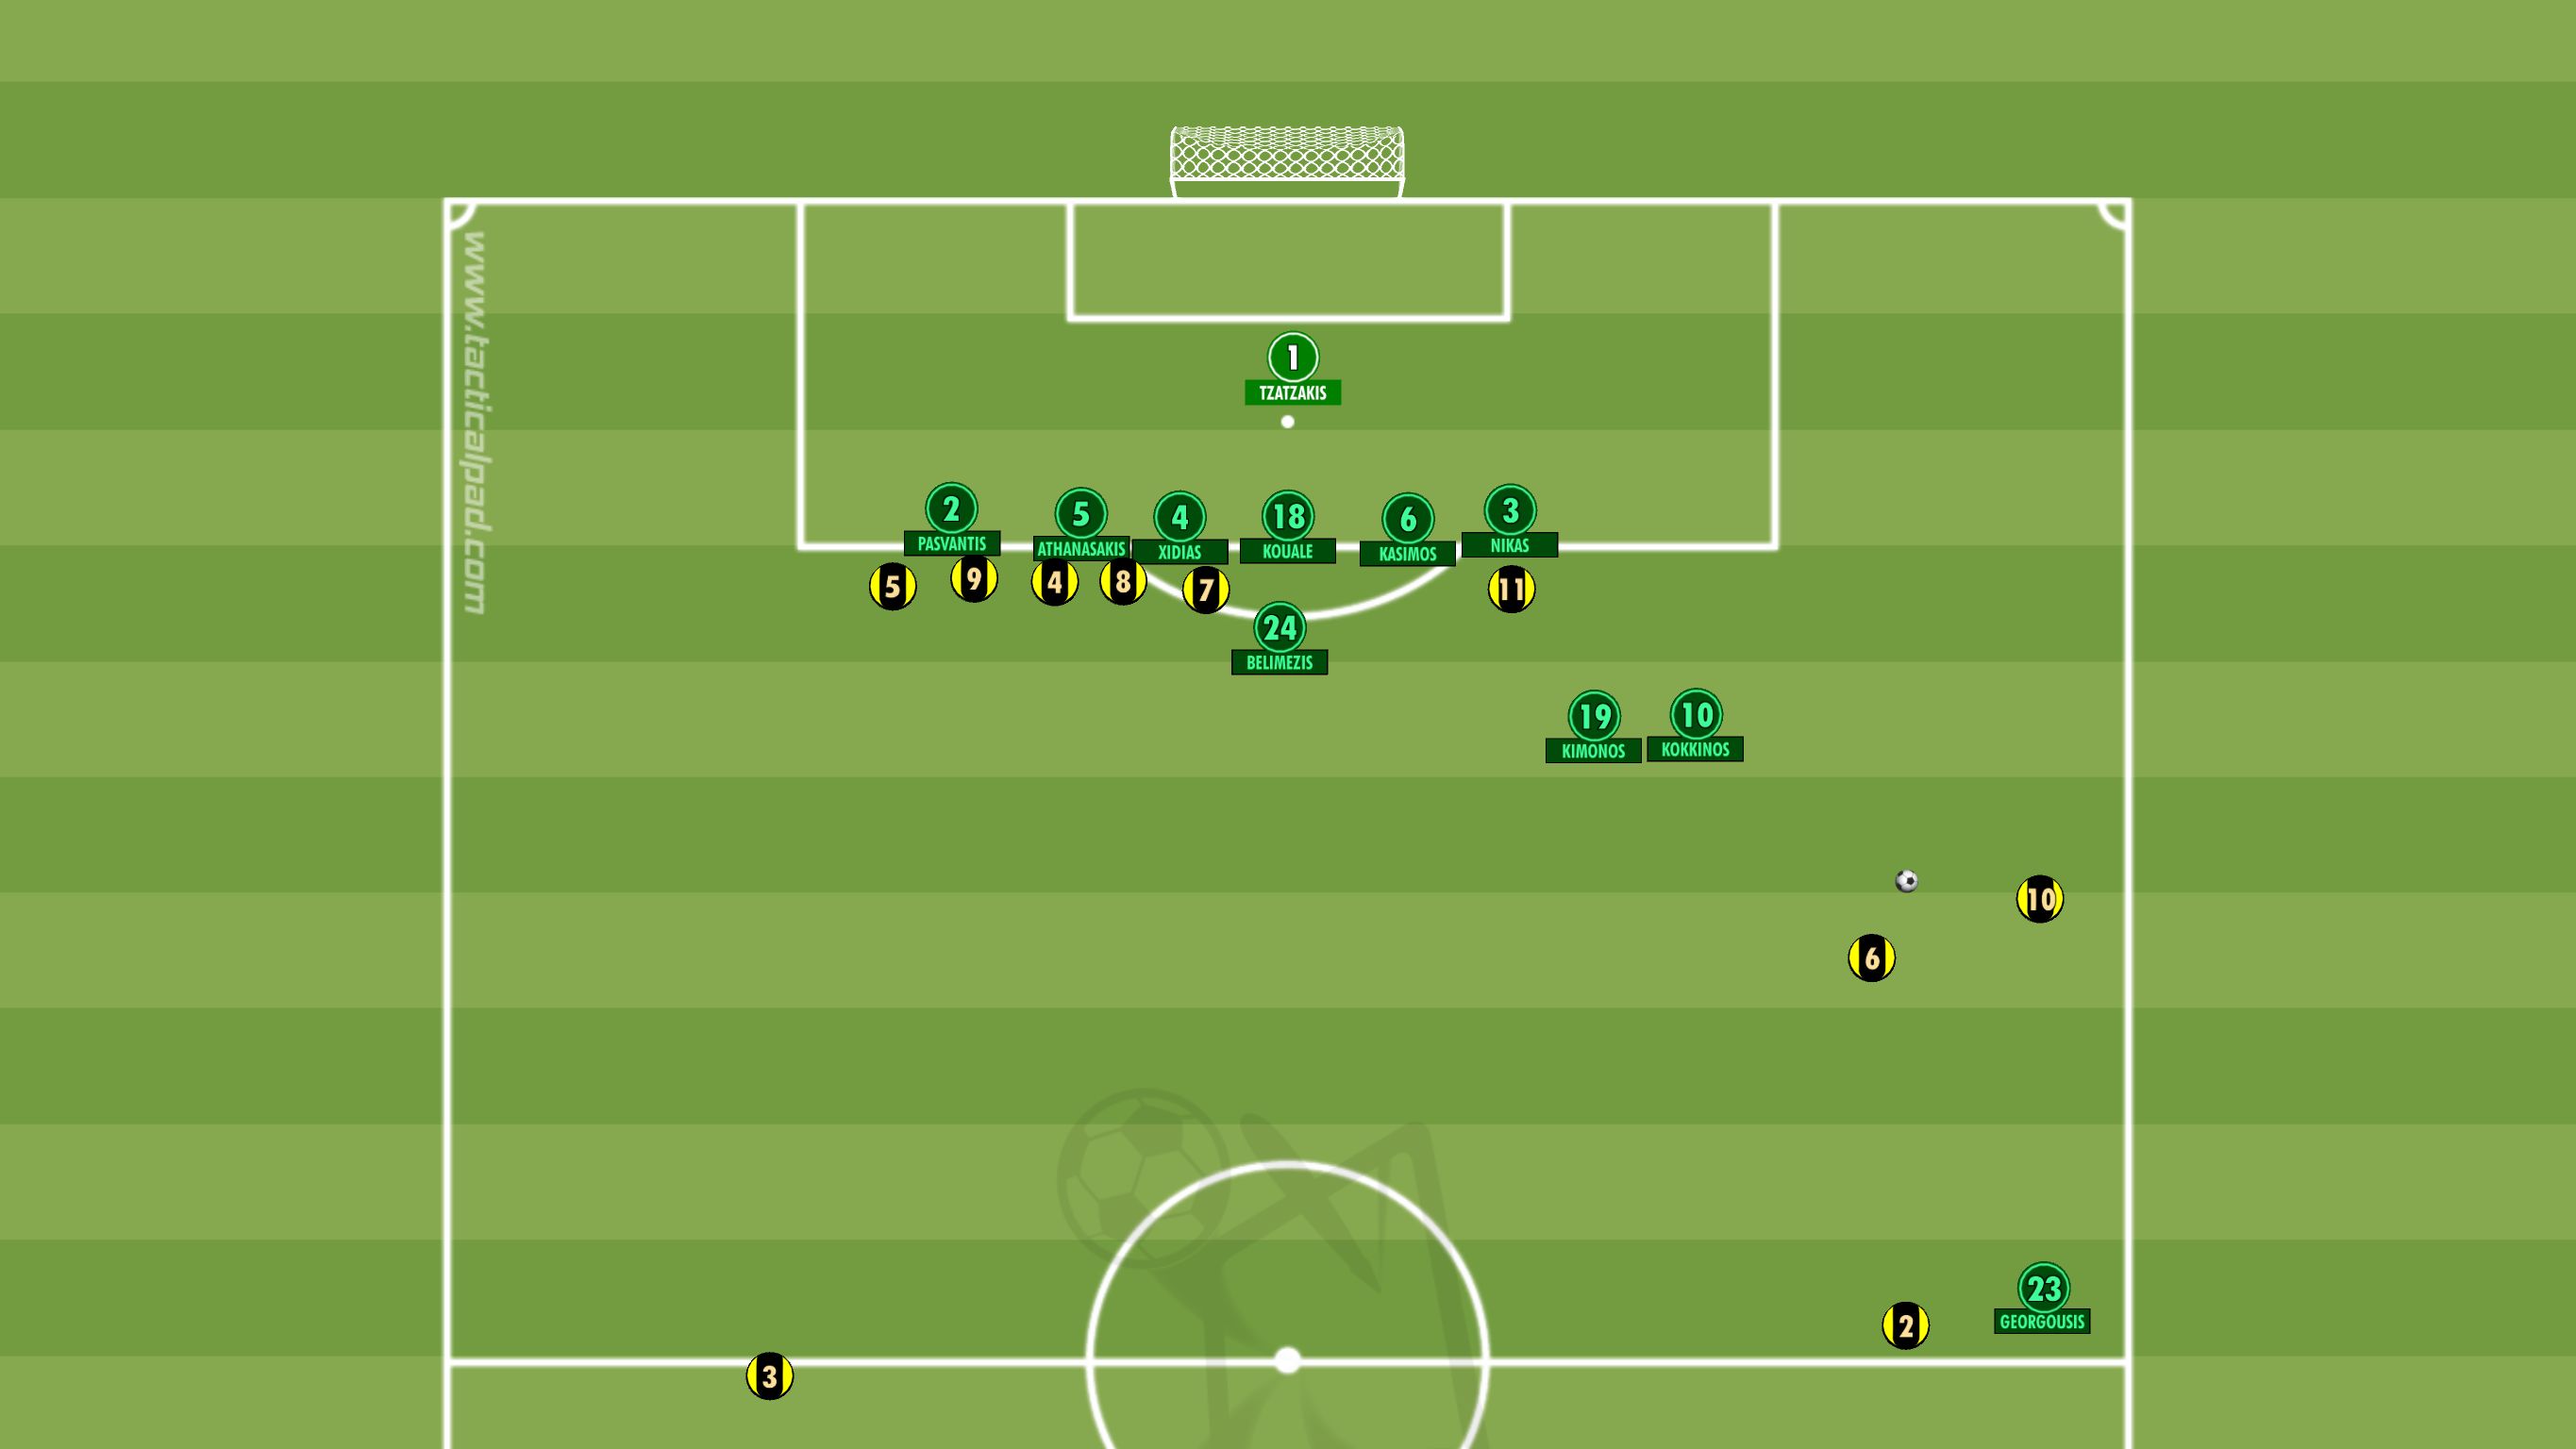 www.tacticalpad.com
1
TZATZAKIS
2
PASVANTIS
5
ATHANASAKIS
4
XIDIAS
18
KOUALE
6
KASIMOS
3
NIKAS
5
9
4
8
7
11
24
BELIMEZIS
19
KIMONOS
10
KOKKINOS
10
6
23
GEORGOUSIS
2
3